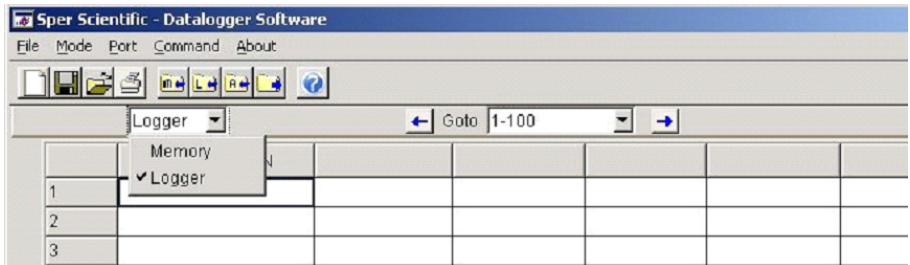 Sper Scientific - Datalogger Software
File Mode Port Command About
m L A
Logger Goto 1-100
Memory N
✔Logger
1
2
3